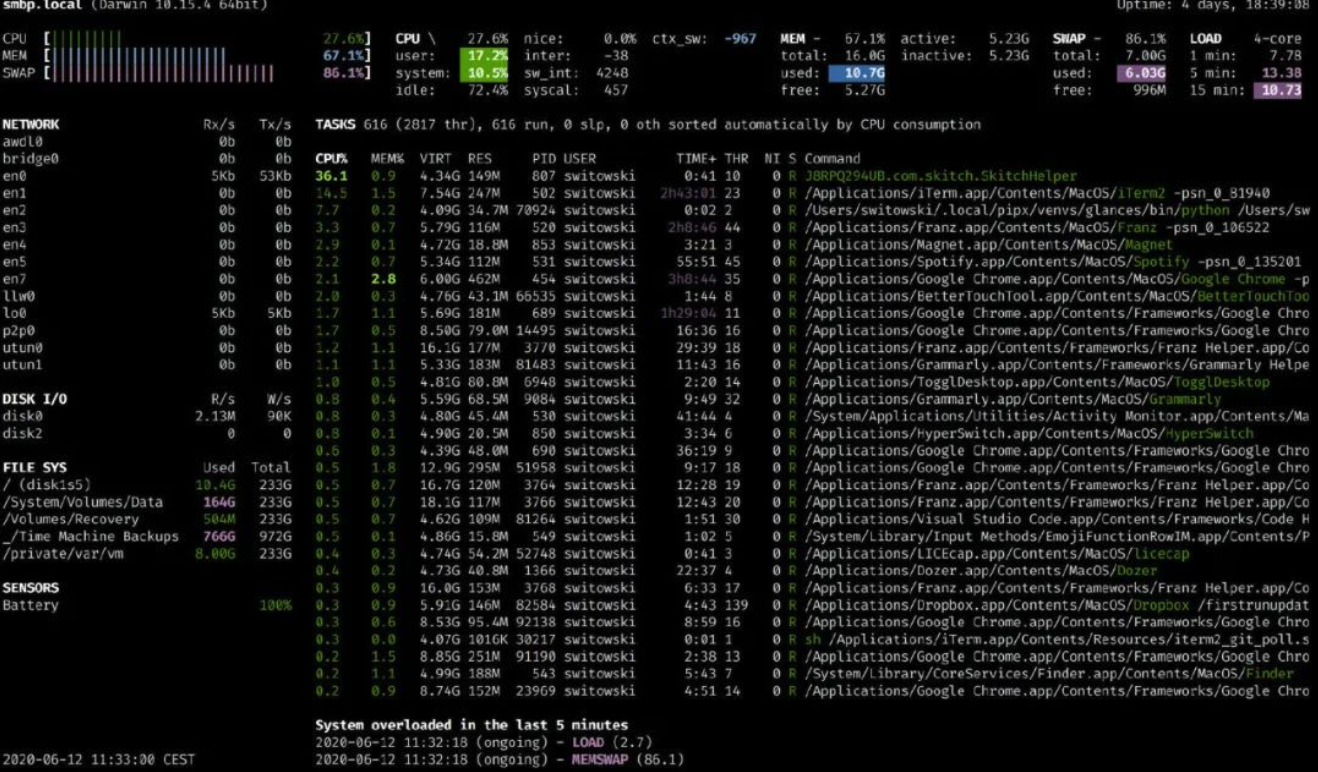 smbp.local (Darwin 10.15.4 64bit) Uptime: 4 days, 18:39:08
CPU [|||||||||| 27.6%] CPU \ 27.6% nice: 0.0% ctx_sw: -967 MEM - 67.1% active: 5.23G SWAP - 86.1% LOAD 4-core
MEM [||||||||||||||||||||||||| 67.1%] user: 17.2% inter: -38 total: 16.0G inactive: 5.23G total: 7.00G 1 min: 7.78
SWAP [|||||||||||||||||||||||||||||||| 86.1%] system: 10.5% sw_int: 4248 used: 10.7G used: 6.03G 5 min: 13.38
idle: 72.4% syscal: 457 free: 5.27G free: 996M 15 min: 10.73
NETWORK Rx/s Tx/s
awdl0 0b 0b
bridge0 0b 0b
en0 5Kb 53Kb
en1 0b 0b
en2 0b 0b
en3 0b 0b
en4 0b 0b
en5 0b 0b
en7 0b 0b
llw0 0b 0b
lo0 5Kb 5Kb
p2p0 0b 0b
utun0 0b 0b
utun1 0b 0b
DISK I/O R/s W/s
disk0 2.13M 90K
disk2 0 0
FILE SYS Used Total
/ (disk1s5) 10.4G 233G
/System/Volumes/Data 164G 233G
/Volumes/Recovery 504M 233G
_/Time Machine Backups 766G 972G
/private/var/vm 8.00G 233G
SENSORS
Battery 100%
2020-06-12 11:33:00 CEST
TASKS 616 (2817 thr), 616 run, 0 slp, 0 oth sorted automatically by CPU consumption
CPU% MEM% VIRT RES PID USER TIME+ THR NI S Command
36.1 0.9 4.34G 149M 807 switowski 0:41 10 0 R J8RPQ294UB.com.skitch.SkitchHelper
14.5 1.5 7.54G 247M 502 switowski 2h43:01 23 0 R /Applications/iTerm.app/Contents/MacOS/iTerm2 -psn_0_81940
7.7 0.2 4.09G 34.7M 70924 switowski 0:02 2 0 R /Users/switowski/.local/pipx/venvs/glances/bin/python /Users/sw
3.3 0.7 5.79G 116M 520 switowski 2h8:46 44 0 R /Applications/Franz.app/Contents/MacOS/Franz -psn_0_106522
2.9 0.1 4.72G 18.8M 853 switowski 3:21 3 0 R /Applications/Magnet.app/Contents/MacOS/Magnet
2.2 0.7 5.34G 112M 531 switowski 55:51 45 0 R /Applications/Spotify.app/Contents/MacOS/Spotify -psn_0_135201
2.1 2.8 6.00G 462M 454 switowski 3h8:44 35 0 R /Applications/Google Chrome.app/Contents/MacOS/Google Chrome -p
2.0 0.3 4.76G 43.1M 66535 switowski 1:44 8 0 R /Applications/BetterTouchTool.app/Contents/MacOS/BetterTouchToo
1.7 1.1 5.69G 181M 689 switowski 1h29:04 11 0 R /Applications/Google Chrome.app/Contents/Frameworks/Google Chro
1.7 0.5 8.50G 79.0M 14495 switowski 16:36 16 0 R /Applications/Google Chrome.app/Contents/Frameworks/Google Chro
1.2 1.1 16.1G 177M 3770 switowski 29:39 18 0 R /Applications/Franz.app/Contents/Frameworks/Franz Helper.app/Co
1.1 1.1 5.33G 183M 81483 switowski 11:43 16 0 R /Applications/Grammarly.app/Contents/Frameworks/Grammarly Helpe
1.0 0.5 4.81G 80.8M 6948 switowski 2:20 14 0 R /Applications/TogglDesktop.app/Contents/MacOS/TogglDesktop
0.8 0.4 5.59G 68.5M 9084 switowski 9:49 32 0 R /Applications/Grammarly.app/Contents/MacOS/Grammarly
0.8 0.3 4.80G 45.4M 530 switowski 41:44 4 0 R /System/Applications/Utilities/Activity Monitor.app/Contents/Ma
0.8 0.1 4.90G 20.5M 850 switowski 3:34 6 0 R /Applications/HyperSwitch.app/Contents/MacOS/HyperSwitch
0.6 0.3 4.39G 48.0M 690 switowski 36:19 9 0 R /Applications/Google Chrome.app/Contents/Frameworks/Google Chro
0.5 1.8 12.9G 295M 51958 switowski 9:17 18 0 R /Applications/Google Chrome.app/Contents/Frameworks/Google Chro
0.5 0.7 16.7G 120M 3764 switowski 12:28 19 0 R /Applications/Franz.app/Contents/Frameworks/Franz Helper.app/Co
0.5 0.7 18.1G 117M 3766 switowski 12:43 20 0 R /Applications/Franz.app/Contents/Frameworks/Franz Helper.app/Co
0.5 0.7 4.62G 109M 81264 switowski 1:51 30 0 R /Applications/Visual Studio Code.app/Contents/Frameworks/Code H
0.5 0.1 4.86G 15.8M 549 switowski 1:02 5 0 R /System/Library/Input Methods/EmojiFunctionRowIM.app/Contents/P
0.4 0.3 4.74G 54.2M 52748 switowski 0:41 3 0 R /Applications/LICEcap.app/Contents/MacOS/licecap
0.4 0.2 4.73G 40.8M 1366 switowski 22:37 4 0 R /Applications/Dozer.app/Contents/MacOS/Dozer
0.3 0.9 16.0G 153M 3768 switowski 6:33 17 0 R /Applications/Franz.app/Contents/Frameworks/Franz Helper.app/Co
0.3 0.9 5.91G 146M 82584 switowski 4:43 139 0 R /Applications/Dropbox.app/Contents/MacOS/Dropbox /firstrunupdat
0.3 0.6 8.53G 95.4M 92138 switowski 8:59 16 0 R /Applications/Google Chrome.app/Contents/Frameworks/Google Chro
0.3 0.0 4.07G 1016K 30217 switowski 0:01 1 0 R sh /Applications/iTerm.app/Contents/Resources/iterm2_git_poll.s
0.2 1.5 8.85G 251M 91190 switowski 2:38 13 0 R /Applications/Google Chrome.app/Contents/Frameworks/Google Chro
0.2 1.1 4.99G 188M 543 switowski 5:43 7 0 R /System/Library/CoreServices/Finder.app/Contents/MacOS/Finder
0.2 0.9 8.74G 152M 23969 switowski 4:51 14 0 R /Applications/Google Chrome.app/Contents/Frameworks/Google Chro
System overloaded in the last 5 minutes
2020-06-12 11:32:18 (ongoing) - LOAD (2.7)
2020-06-12 11:32:18 (ongoing) - MEMSWAP (86.1)